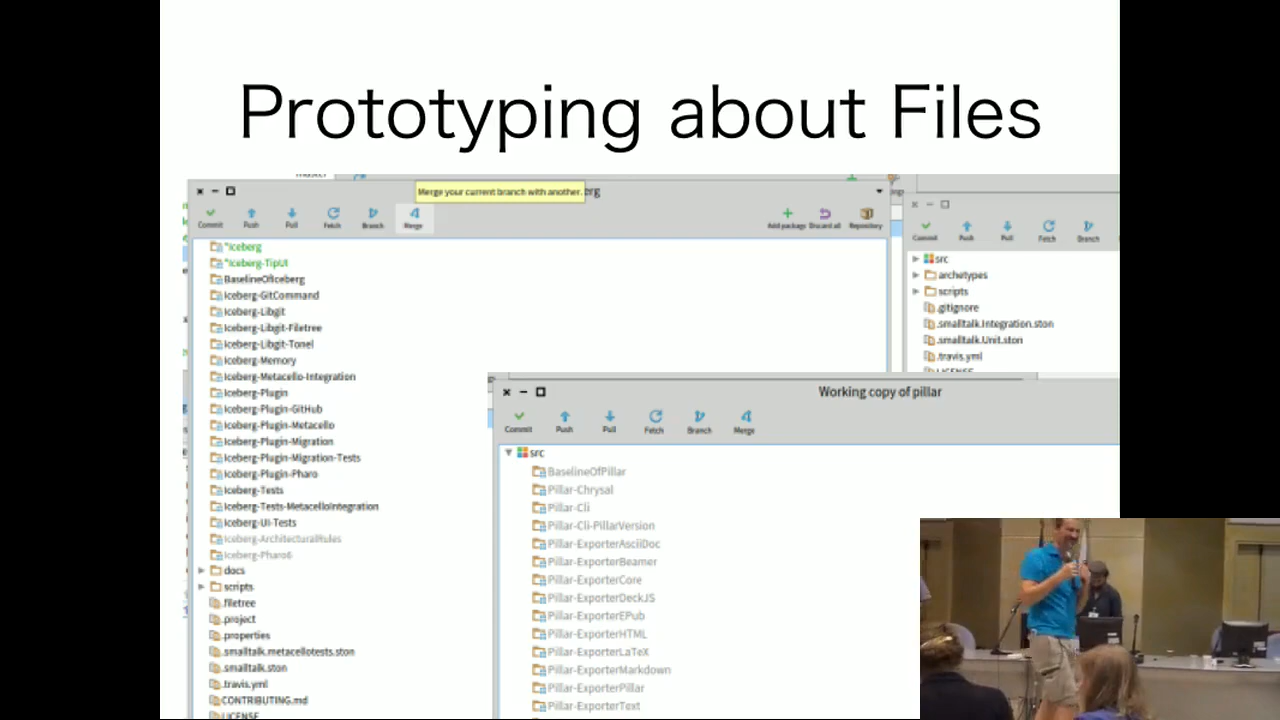 Prototyping about Files
Merge your current branch with another.
erg
Commit Push Pull Fetch Branch Merge
Add package Discard all Repository
*Iceberg
*Iceberg-TipUI
BaselineOfIceberg
Iceberg-GitCommand
Iceberg-Libgit
Iceberg-Libgit-Filetree
Iceberg-Libgit-Tonel
Iceberg-Memory
Iceberg-Metacello-Integration
Iceberg-Plugin
Iceberg-Plugin-GitHub
Iceberg-Plugin-Metacello
Iceberg-Plugin-Migration
Iceberg-Plugin-Migration-Tests
Iceberg-Plugin-Pharo
Iceberg-Tests
Iceberg-Tests-MetacelloIntegration
Iceberg-UI-Tests
Iceberg-ArchitecturalRules
Iceberg-Pharo6
docs
scripts
.filetree
.project
.properties
.smalltalk.metacellotests.ston
.smalltalk.ston
.travis.yml
CONTRIBUTING.md
LICENSE
Commit Push Pull Fetch Branch
src
archetypes
scripts
.gitignore
.smalltalk.Integration.ston
.smalltalk.Unit.ston
.travis.yml
LICENSE
Working copy of pillar
Commit Push Pull Fetch Branch Merge
src
BaselineOfPillar
Pillar-Chrysal
Pillar-Cli
Pillar-Cli-PillarVersion
Pillar-ExporterAsciiDoc
Pillar-ExporterBeamer
Pillar-ExporterCore
Pillar-ExporterDeckJS
Pillar-ExporterEPub
Pillar-ExporterHTML
Pillar-ExporterLaTeX
Pillar-ExporterMarkdown
Pillar-ExporterPillar
Pillar-ExporterText